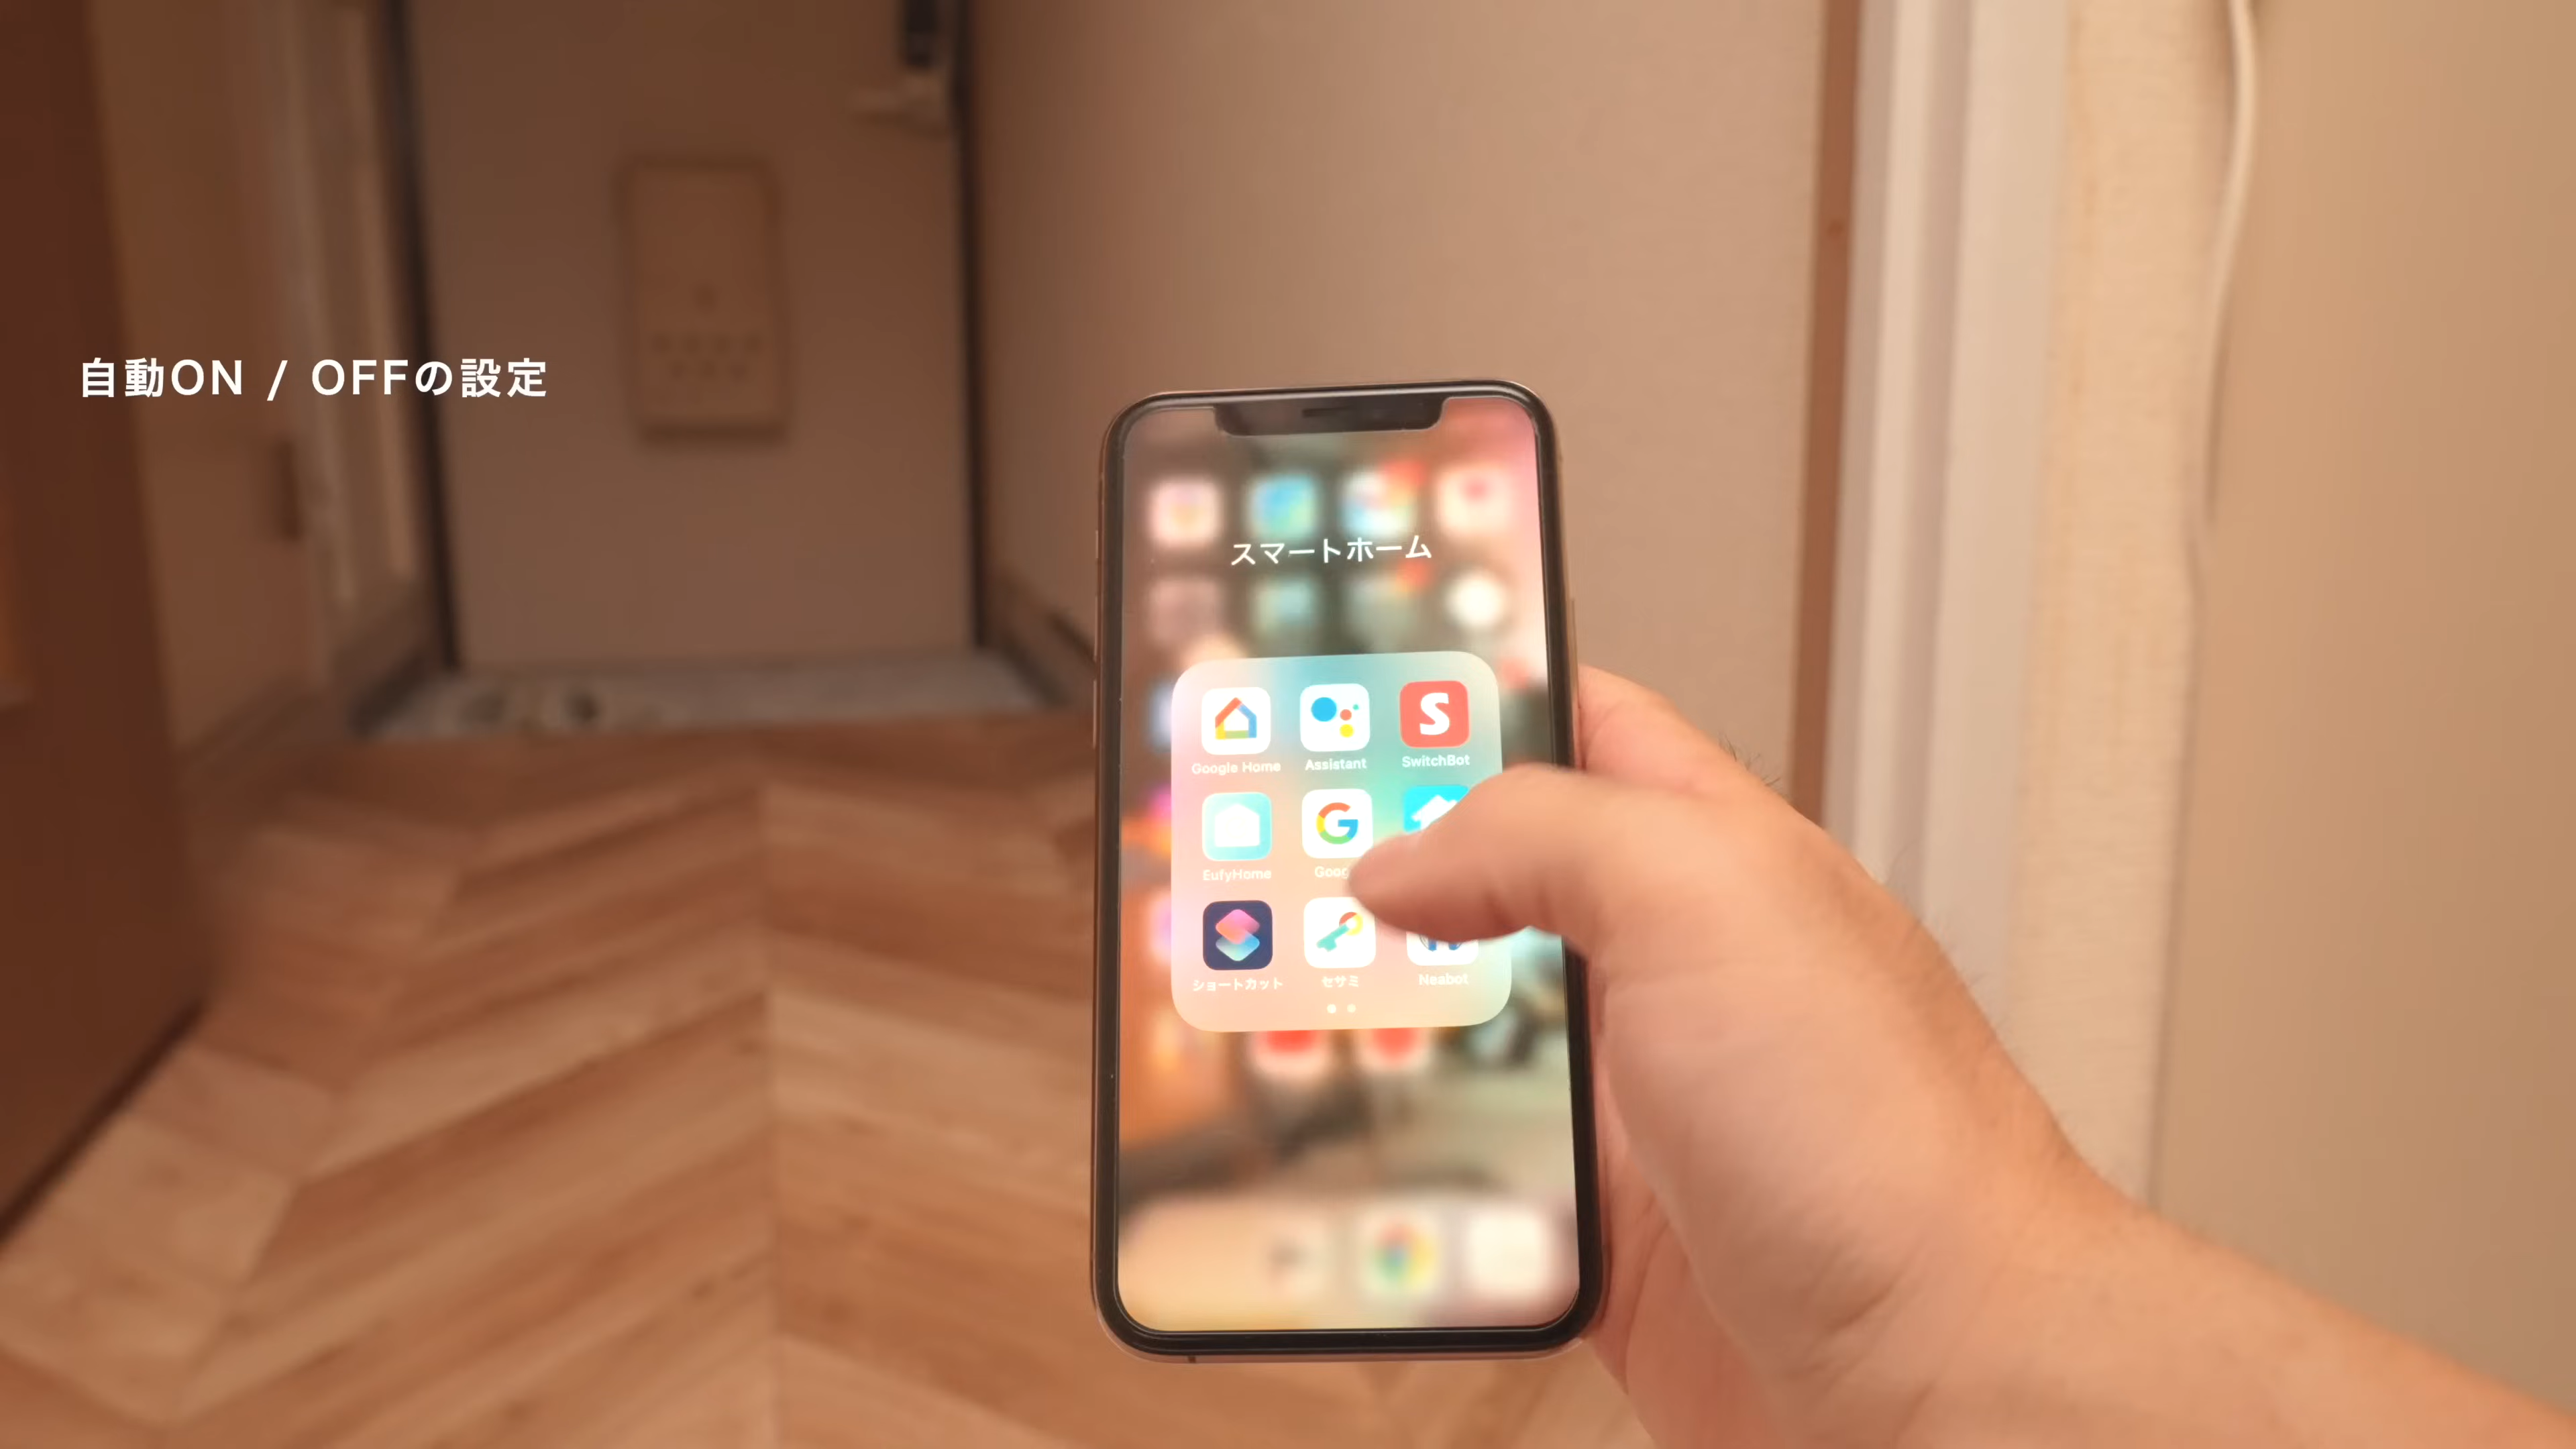 自動ON / OFFの設定
スマートホーム
Google Home
Assistant
SwitchBot
EufyHome
ショートカット
セサミ
Neabot